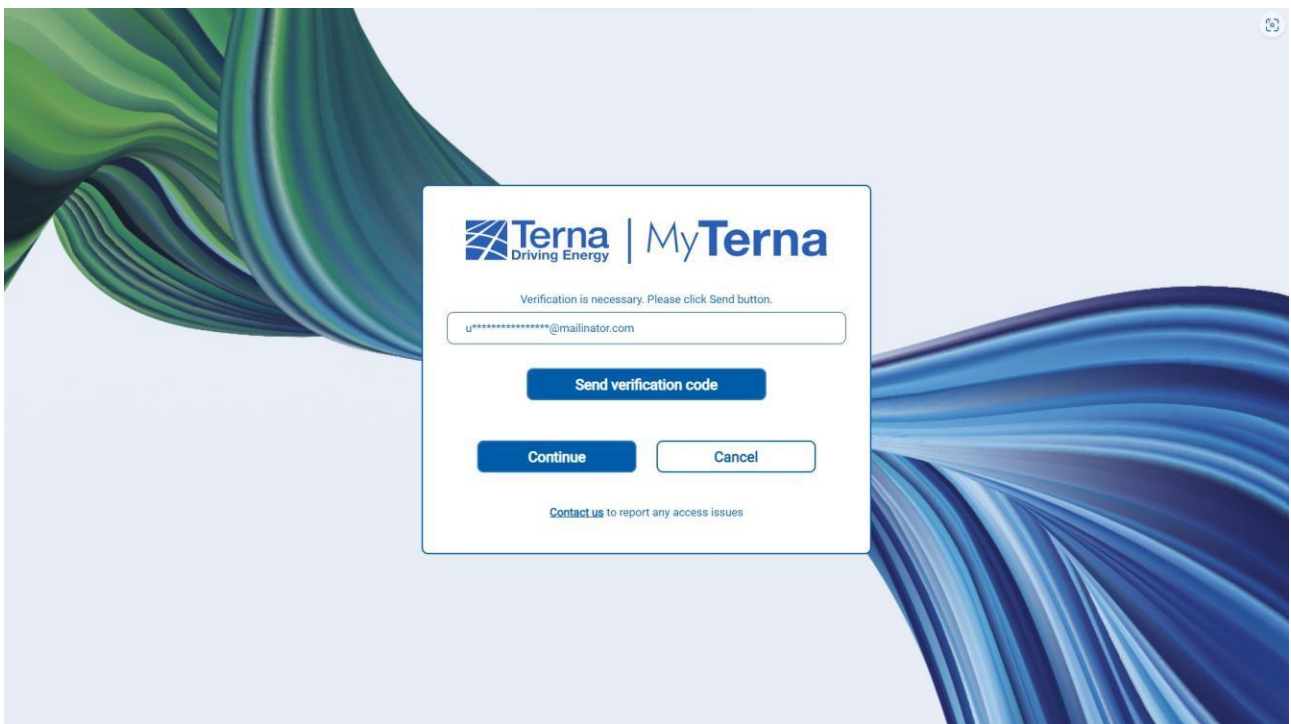 Terna
Driving Energy
MyTerna
Verification is necessary. Please click Send button.
u****************@mailinator.com
Send verification code
Continue
Cancel
Contact us to report any access issues